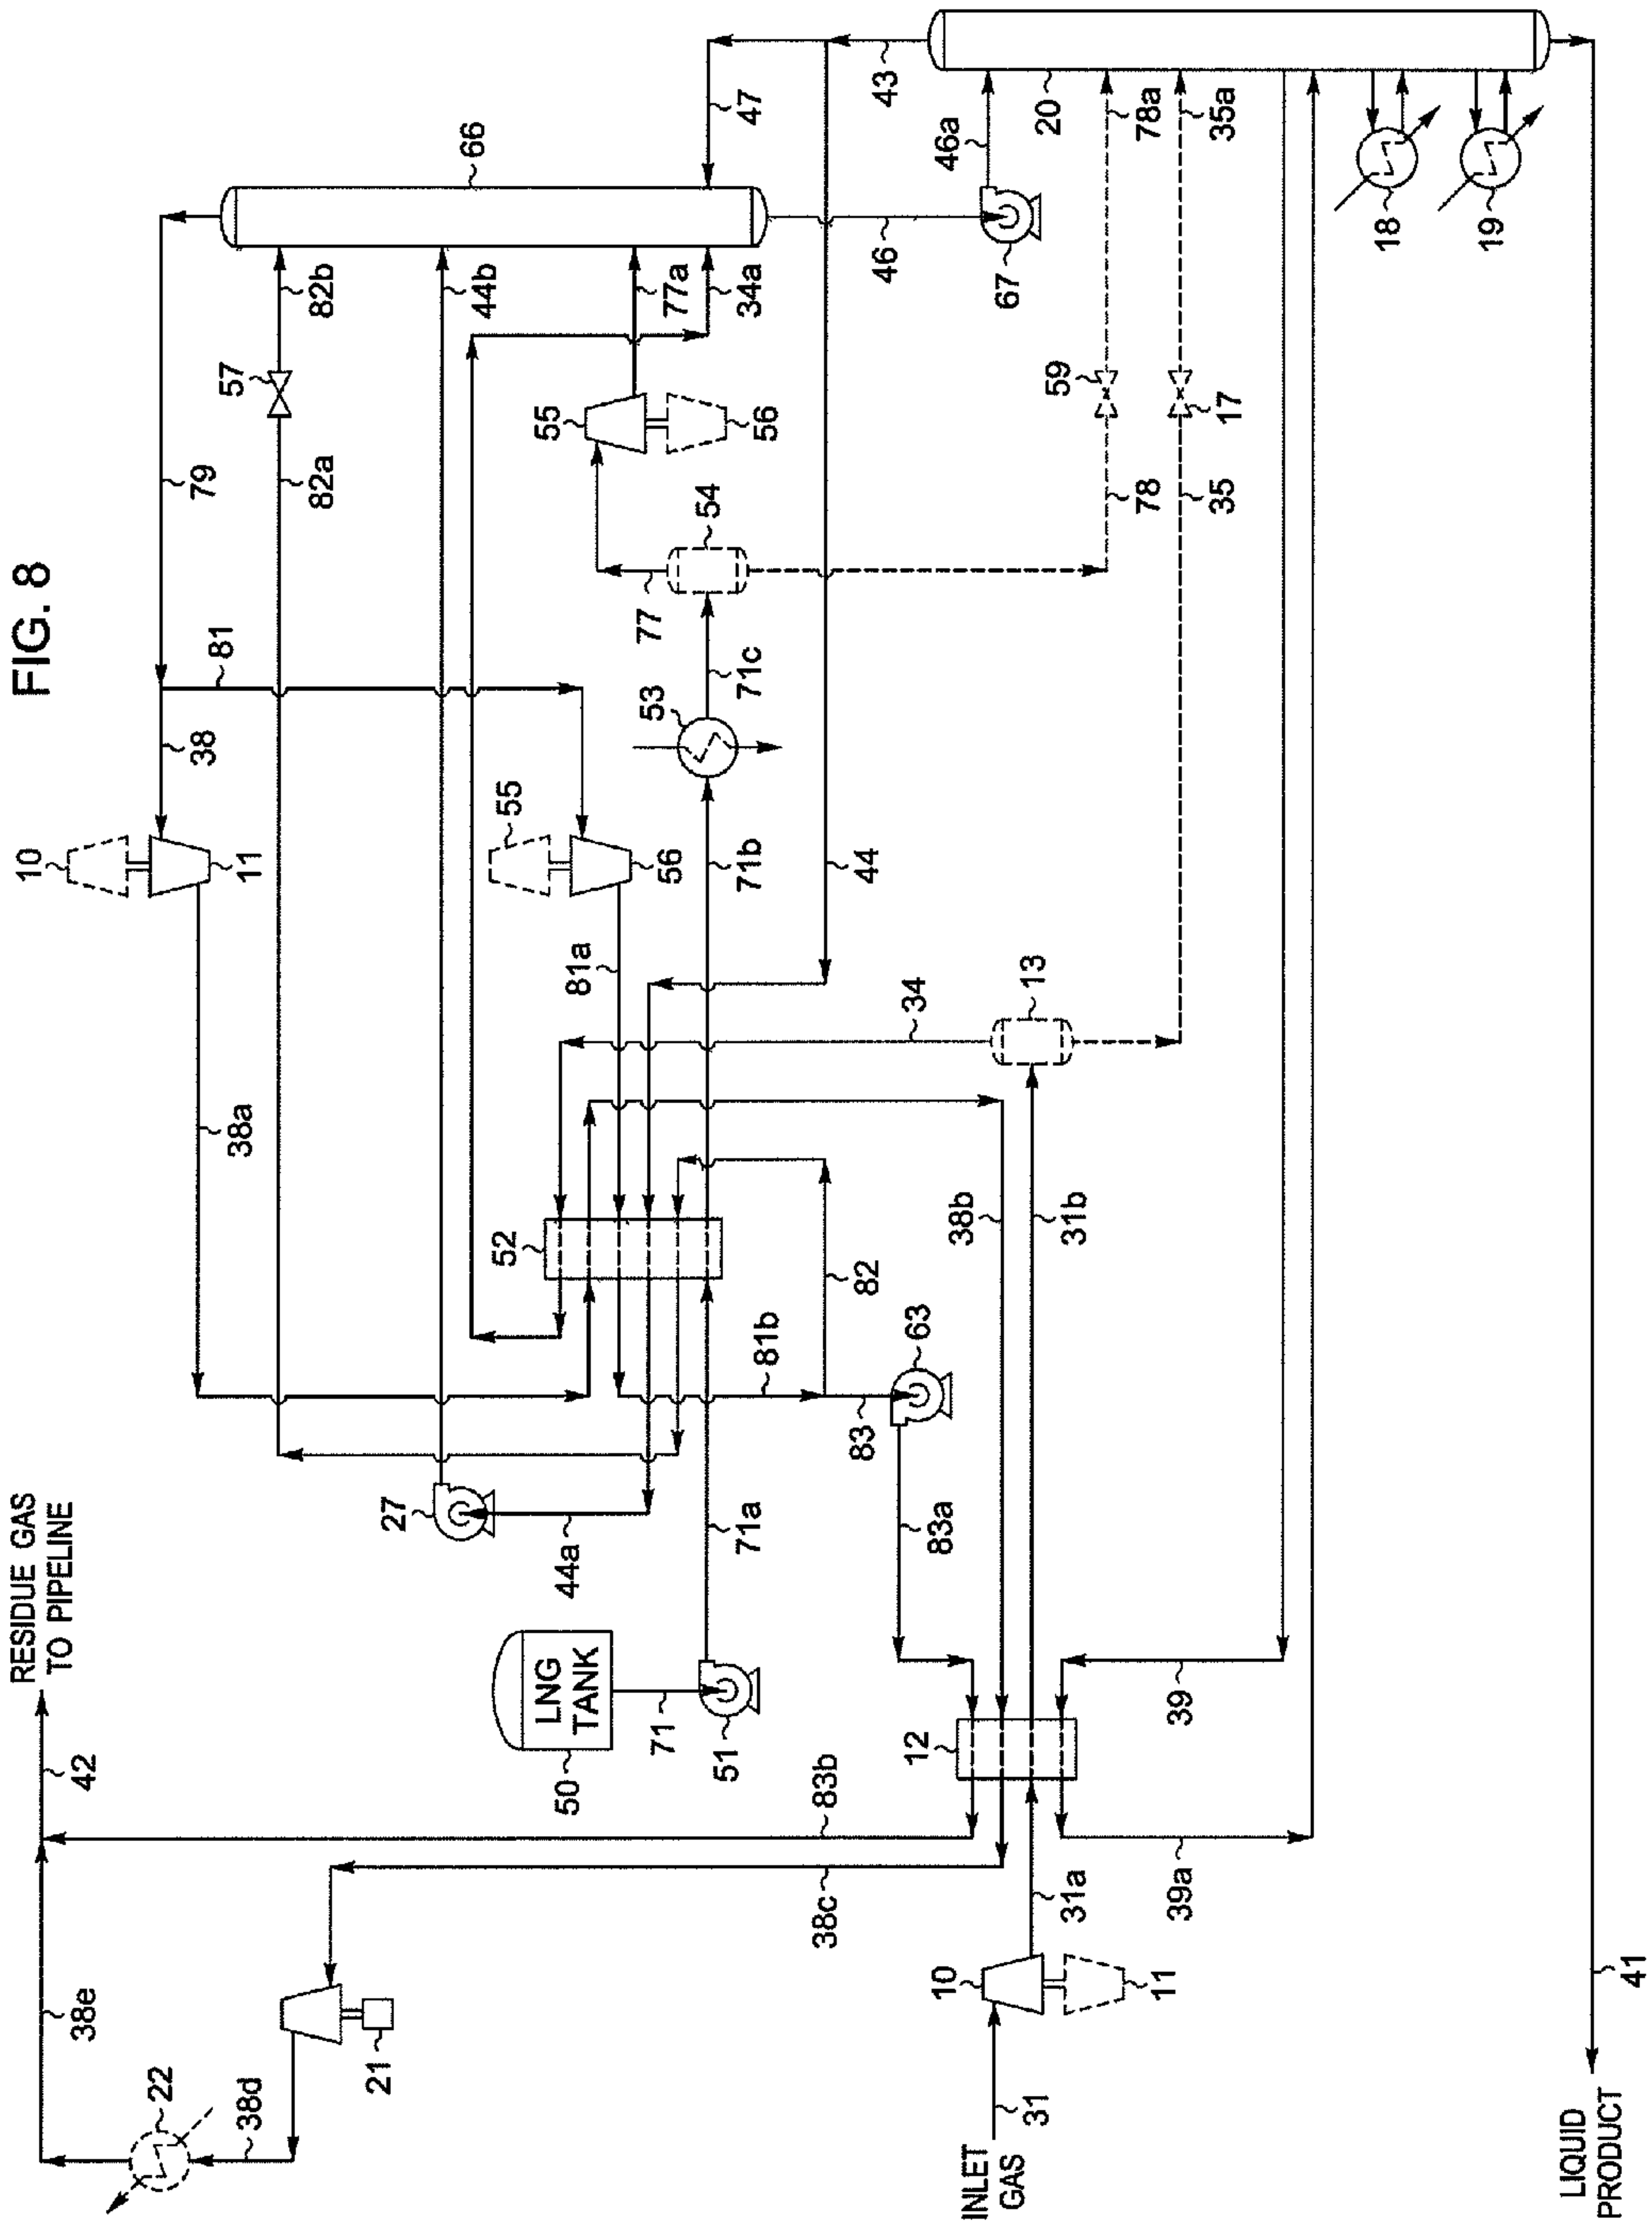 FIG. 8
RESIDUE GAS
TO PIPELINE
10
42
38e
22
38
79
81
57
38d
38a
11
82a
82b
21
27
66
44b
52
55
55
LNG
TANK
50
44a
81a
77
53
71
56
77a
54
51
71a
71b
71c
34a
47
81b
56
38c
83b
83
82
44
46
43
12
63
34
83a
46a
10
38b
INLET
GAS
67
31
13
20
59
31a
31b
78
78a
11
39a
39
35
17
35a
18
19
LIQUID
PRODUCT
41